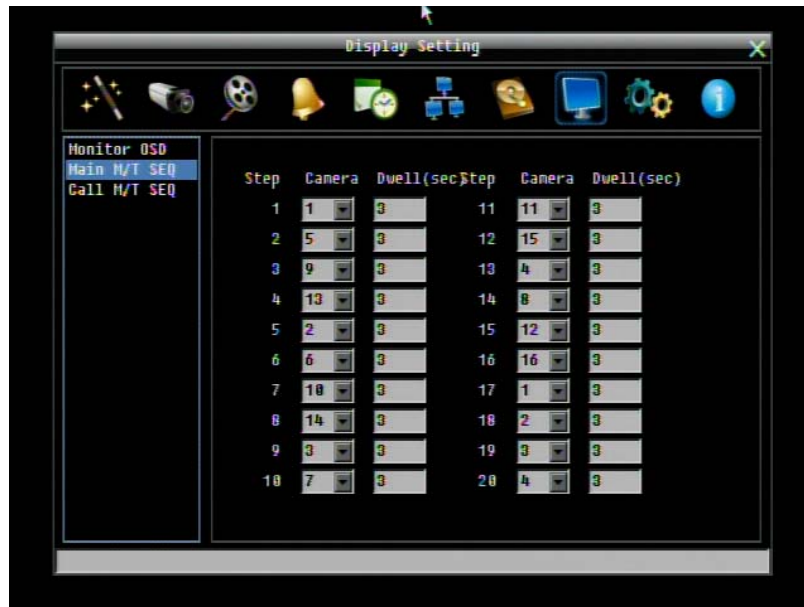 Display Setting
X
i
Monitor OSD
Main M/T SEQ
Call M/T SEQ
Step Camera Dwell(sec) Step Camera Dwell(sec)
1 1 3 11 11 3
2 5 3 12 15 3
3 9 3 13 4 3
4 13 3 14 8 3
5 2 3 15 12 3
6 6 3 16 16 3
7 10 3 17 1 3
8 14 3 18 2 3
9 3 3 19 3 3
10 7 3 20 4 3